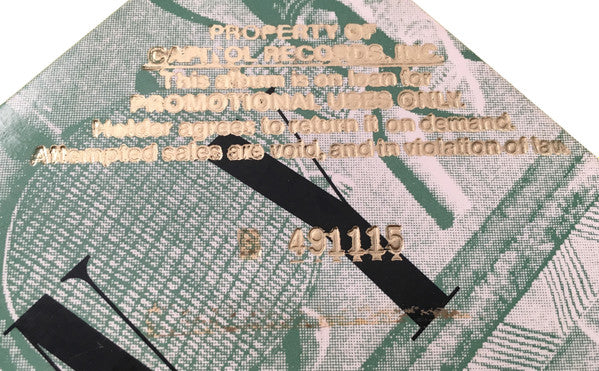 PROPERTY OF
CAPITOL RECORDS, INC.
This album is on loan for
PROMOTIONAL USES ONLY.
Holder agrees to return it on demand.
Attempted sales are void, and in violation of law.
491115